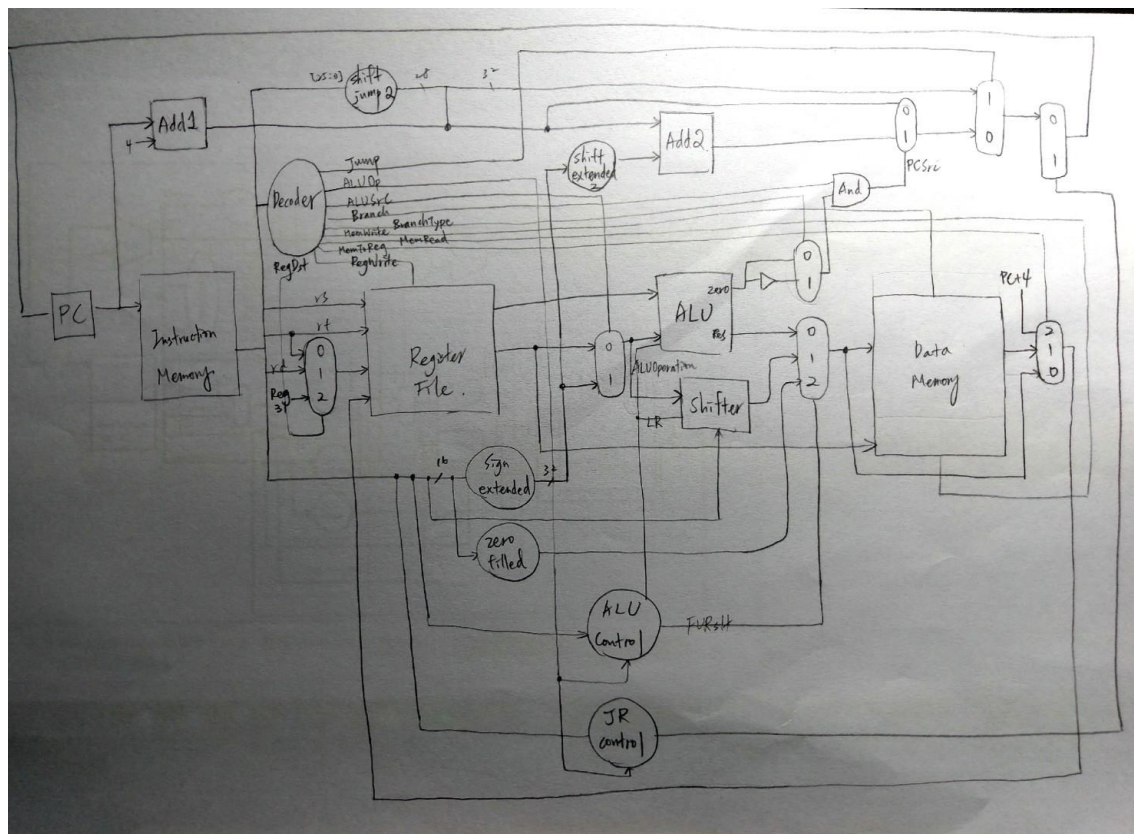 [25:0]
shift
jump 2
28
32
Add1
4
1
0
0
1
0
1
Add2
shift
extended
2
PCSrc
And
Decoder
Jump
ALUOp
ALUSrc
Branch
MemWrite BranchType
MemToReg MemRead
RegWrite
RegDst
PC
Instruction
Memory
rs
rt
rd
Reg
31
0
1
2
Register
File.
0
1
ALU
zero
Res
ALUOperation
LR
Shifter
0
1
0
1
2
Data
Memory
PC+4
2
1
0
16
Sign
extended
32
zero
filled
ALU
Control
FURslt
JR
control